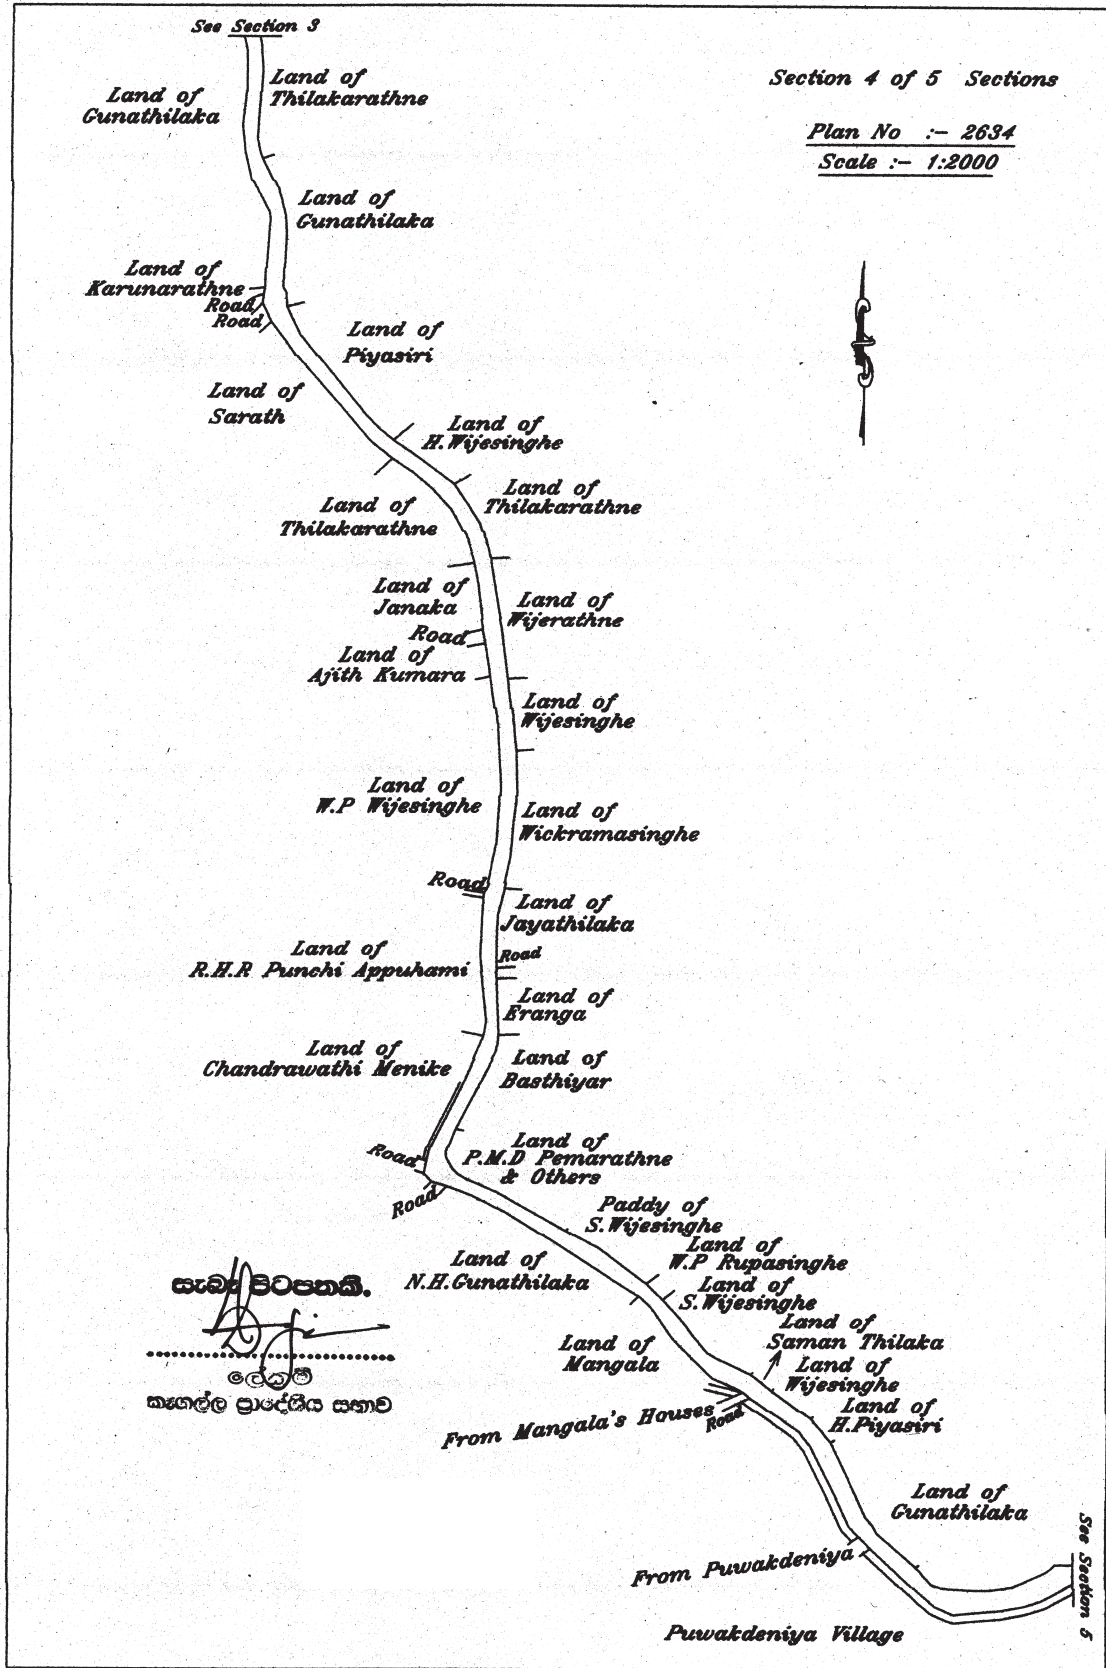 See Section 3
Section 4 of 5 Sections
Plan No :- 2634
Scale :- 1:2000
Land of
Thilakarathne
Land of
Gunathilaka
Land of
Gunathilaka
Land of
Karunarathne
Road
Road
Land of
Piyasiri
Land of
Sarath
Land of
H.Wijesinghe
Land of
Thilakarathne
Land of
Thilakarathne
Land of
Janaka
Land of
Wijerathne
Road
Land of
Ajith Kumara
Land of
Wijesinghe
Land of
W.P Wijesinghe
Land of
Wickramasinghe
Road
Land of
Jayathilaka
Land of
R.H.R Punchi Appuhami
Road
Land of
Eranga
Land of
Chandrawathi Menike
Land of
Basthiyar
Road
Land of
P.M.D Pemarathne
& Others
Road
Paddy of
S.Wijesinghe
Land of
W.P Rupasinghe
Land of
N.H.Gunathilaka
Land of
S.Wijesinghe
Land of
Saman Thilaka
Land of
Mangala
Land of
Wijesinghe
Land of
H.Piyasiri
From Mangala's Houses
Road
Land of
Gunathilaka
From Puwakdeniya
See Section 5
Puwakdeniya Village
සැබෑ පිටපතකි.
ලේකම්
කෑගල්ල ප්‍රාදේශීය සභාව